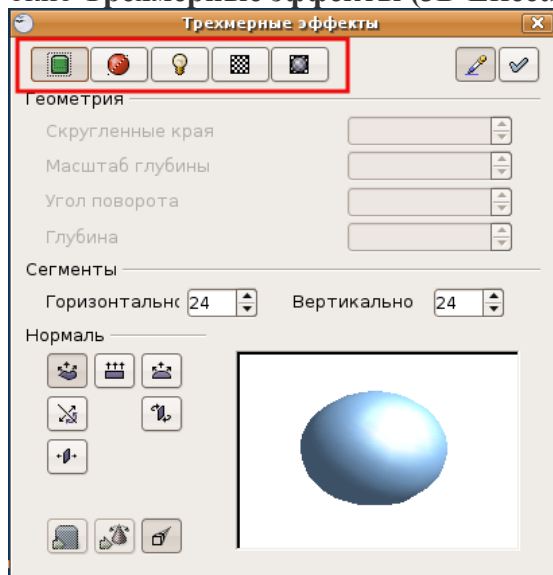 Трехмерные эффекты
Геометрия
Скругленные края
Масштаб глубины
Угол поворота
Глубина
Сегменты
Горизонтальнс 24 Вертикально 24
Нормаль